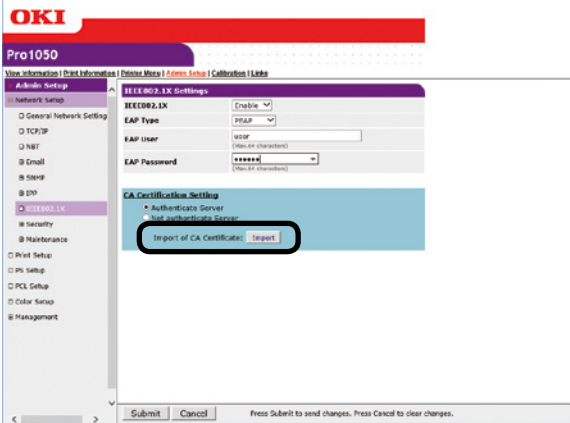 OKI
Pro1050
View Information | Print Information | Printer Menu | Admin Setup | Calibration | Links
Admin Setup
Network Setup
General Network Setting
TCP/IP
NBT
Email
SNMP
IPP
IEEE802.1X
Security
Maintenance
Print Setup
PS Setup
PCL Setup
Color Setup
Management
IEEE802.1X Settings
IEEE802.1X Enable
EAP Type PEAP
EAP User user
(Max.64 characters)
EAP Password ••••••
(Max.64 characters)
CA Certification Setting
Authenticate Server
Not authenticate Server
Import of CA Certificate: Import
Submit Cancel Press Submit to send changes. Press Cancel to clear changes.